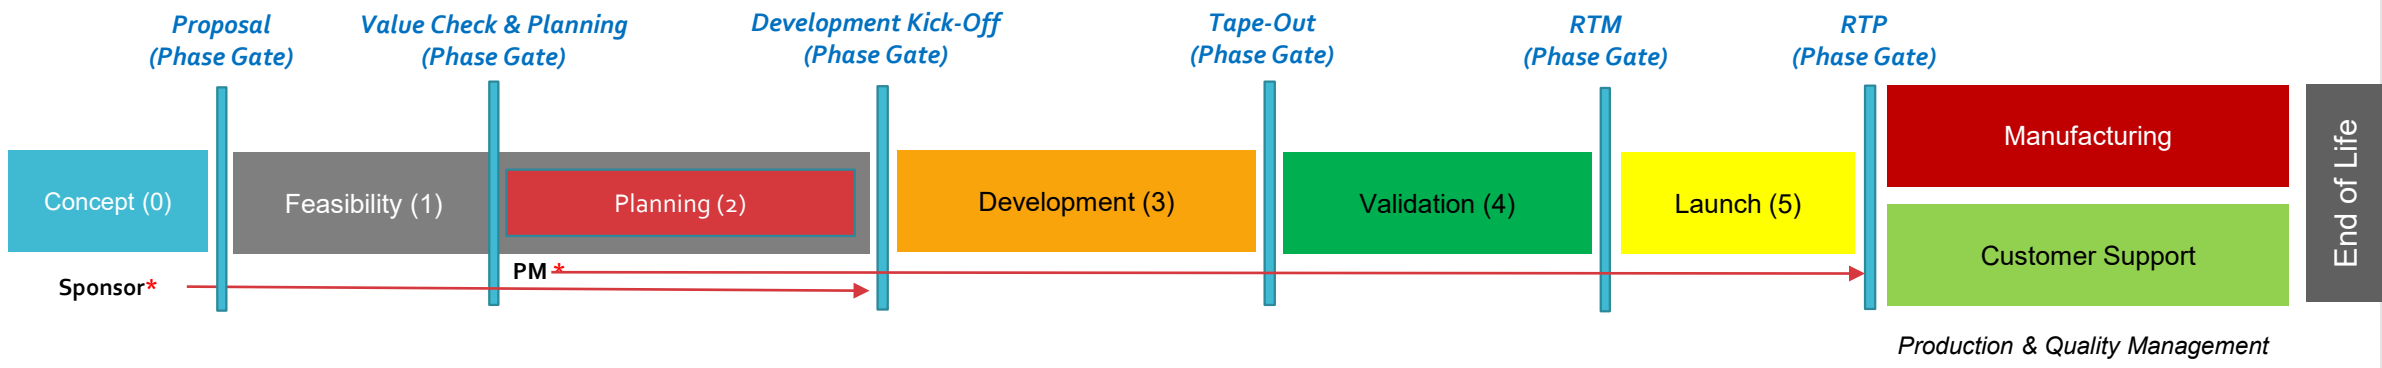 Proposal
(Phase Gate)
Value Check & Planning
(Phase Gate)
Development Kick-Off
(Phase Gate)
Tape-Out
(Phase Gate)
RTM
(Phase Gate)
RTP
(Phase Gate)
Concept (0)
Feasibility (1)
Planning (2)
Development (3)
Validation (4)
Launch (5)
Manufacturing
Customer Support
End of Life
PM *
Sponsor*
Production & Quality Management